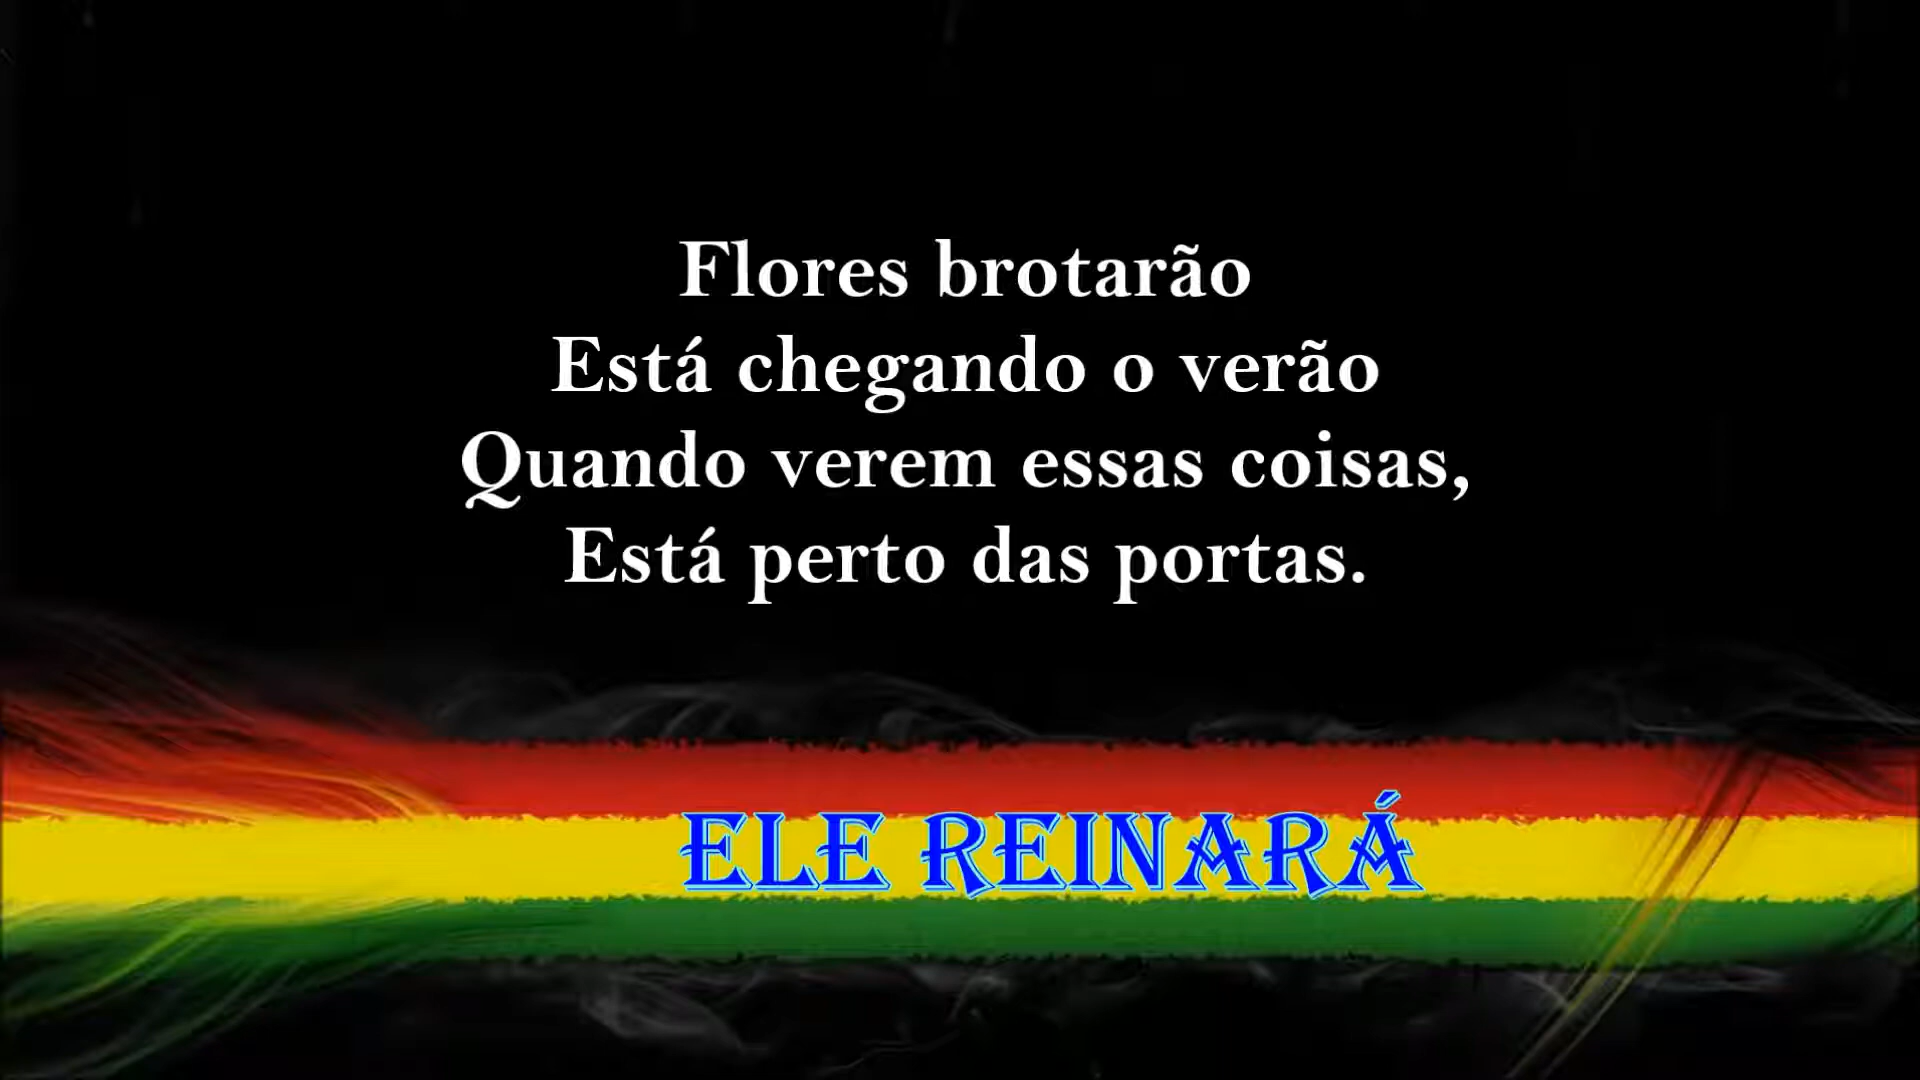 Flores brotarão
Está chegando o verão
Quando verem essas coisas,
Está perto das portas.
ELE REINARÁ